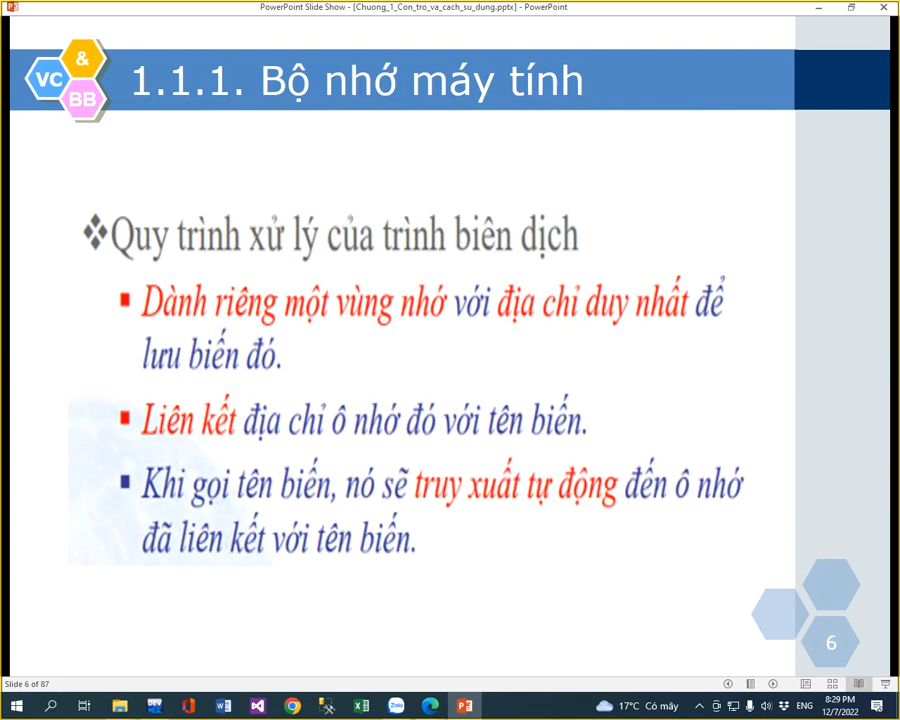 PowerPoint Slide Show - [Chuong_1_Con_tro_va_cach_su_dung.pptx] - PowerPoint
VC
&
BB
1.1.1. Bộ nhớ máy tính
Quy trình xử lý của trình biên dịch
Dành riêng một vùng nhớ với địa chỉ duy nhất để
lưu biến đó.
Liên kết địa chỉ ô nhớ đó với tên biến.
Khi gọi tên biến, nó sẽ truy xuất tự động đến ô nhớ
đã liên kết với tên biến.
6
Slide 6 of 87
DEV
Zalo
17°C Có mây
ENG
8:29 PM
12/7/2022